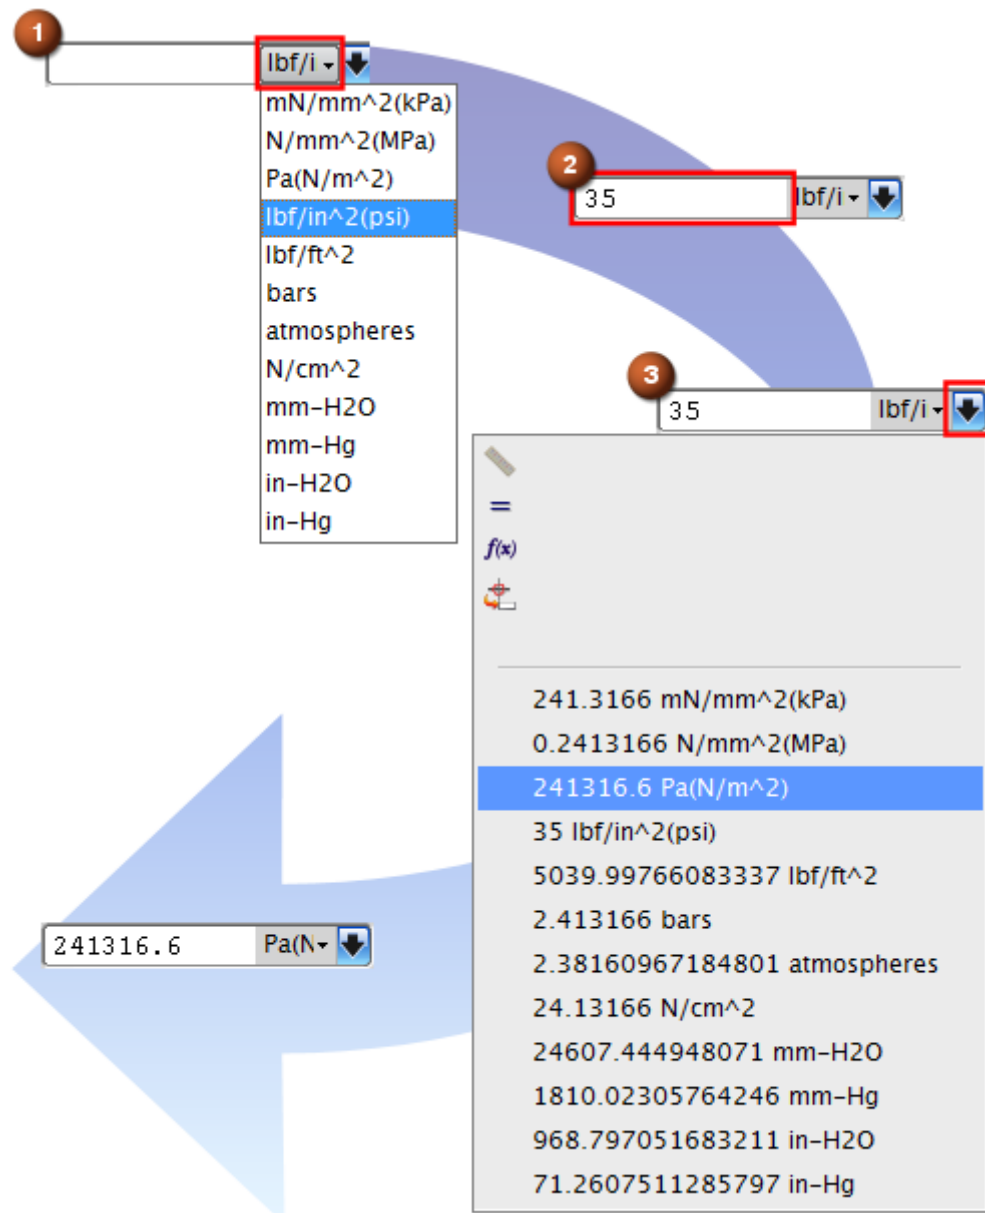 1
lbf/i
mN/mm^2(kPa)
N/mm^2(MPa)
Pa(N/m^2)
lbf/in^2(psi)
lbf/ft^2
bars
atmospheres
N/cm^2
mm-H2O
mm-Hg
in-H2O
in-Hg
2
35 lbf/i
3
35 lbf/i
=
f(x)
241.3166 mN/mm^2(kPa)
0.2413166 N/mm^2(MPa)
241316.6 Pa(N/m^2)
35 lbf/in^2(psi)
5039.99766083337 lbf/ft^2
2.413166 bars
2.38160967184801 atmospheres
24.13166 N/cm^2
24607.444948071 mm-H2O
1810.02305764246 mm-Hg
968.797051683211 in-H2O
71.2607511285797 in-Hg
241316.6 Pa(N